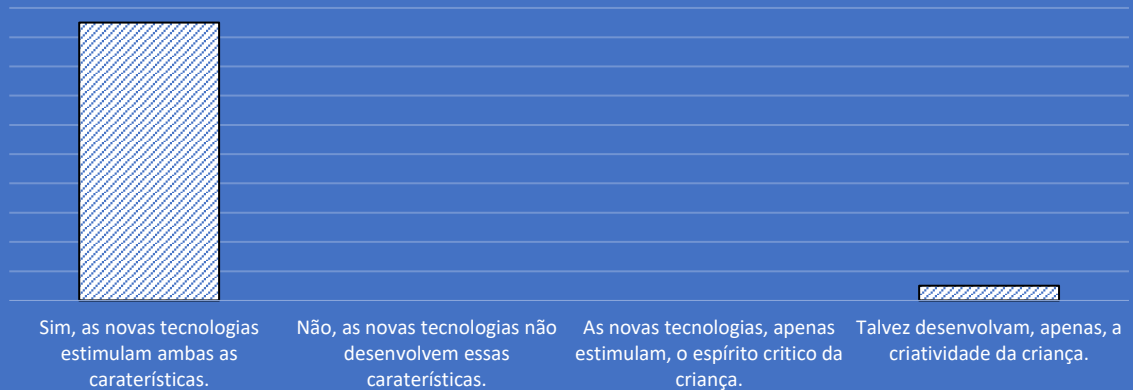 Sim, as novas tecnologias
estimulam ambas as
caraterísticas.
Não, as novas tecnologias não
desenvolvem essas
caraterísticas.
As novas tecnologias, apenas
estimulam, o espírito critico da
criança.
Talvez desenvolvam, apenas, a
criatividade da criança.